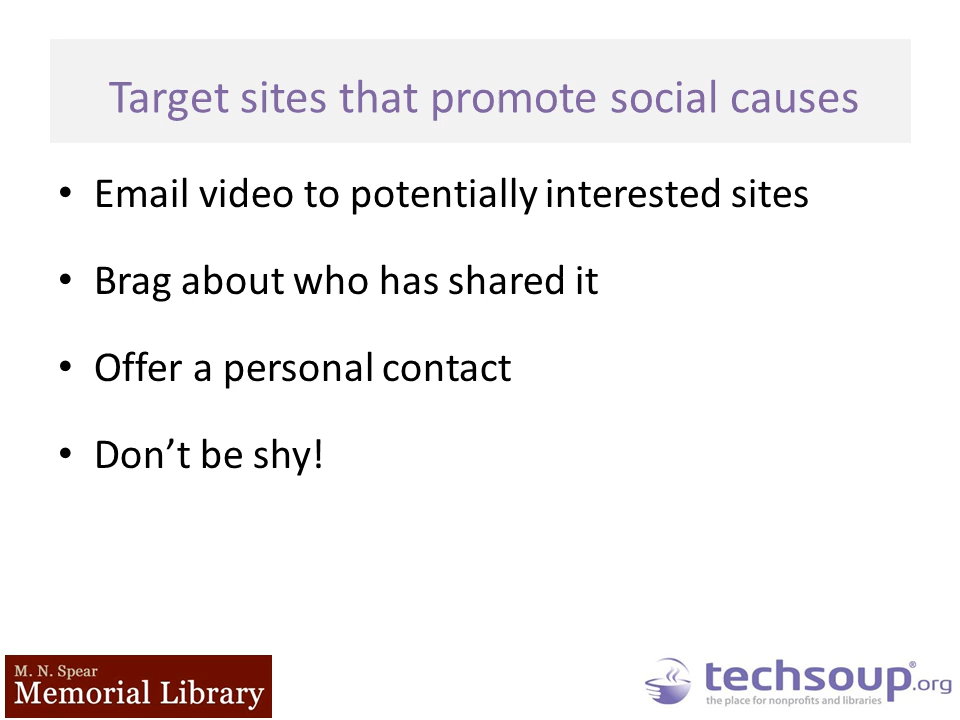 Target sites that promote social causes
• Email video to potentially interested sites
• Brag about who has shared it
• Offer a personal contact
• Don’t be shy!
M. N. Spear
Memorial Library
techsoup®.org
the place for nonprofits and libraries